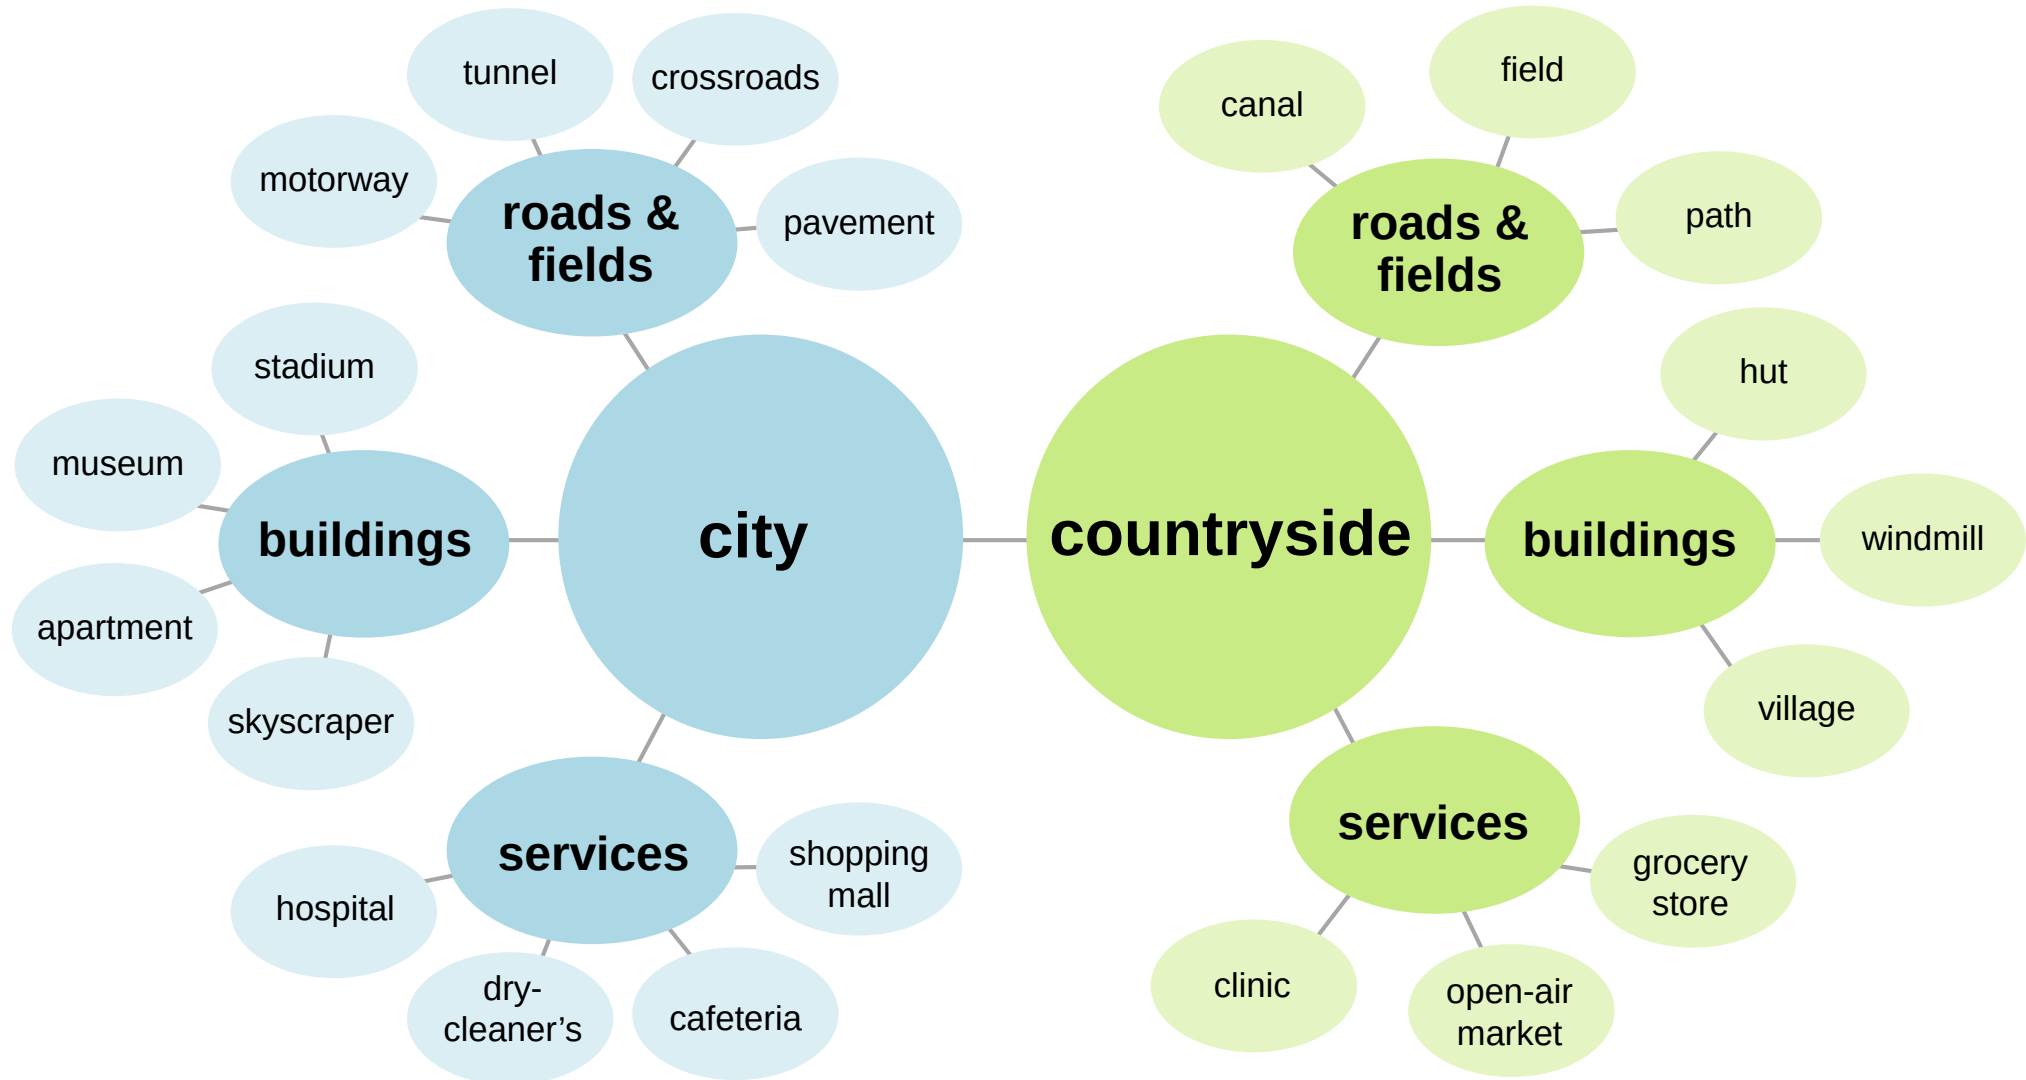 tunnel
crossroads
motorway
roads &
fields
pavement
stadium
museum
buildings
apartment
skyscraper
city
services
hospital
dry-
cleaner’s
cafeteria
shopping
mall
canal
field
roads &
fields
path
countryside
hut
buildings
windmill
village
services
grocery
store
clinic
open-air
market